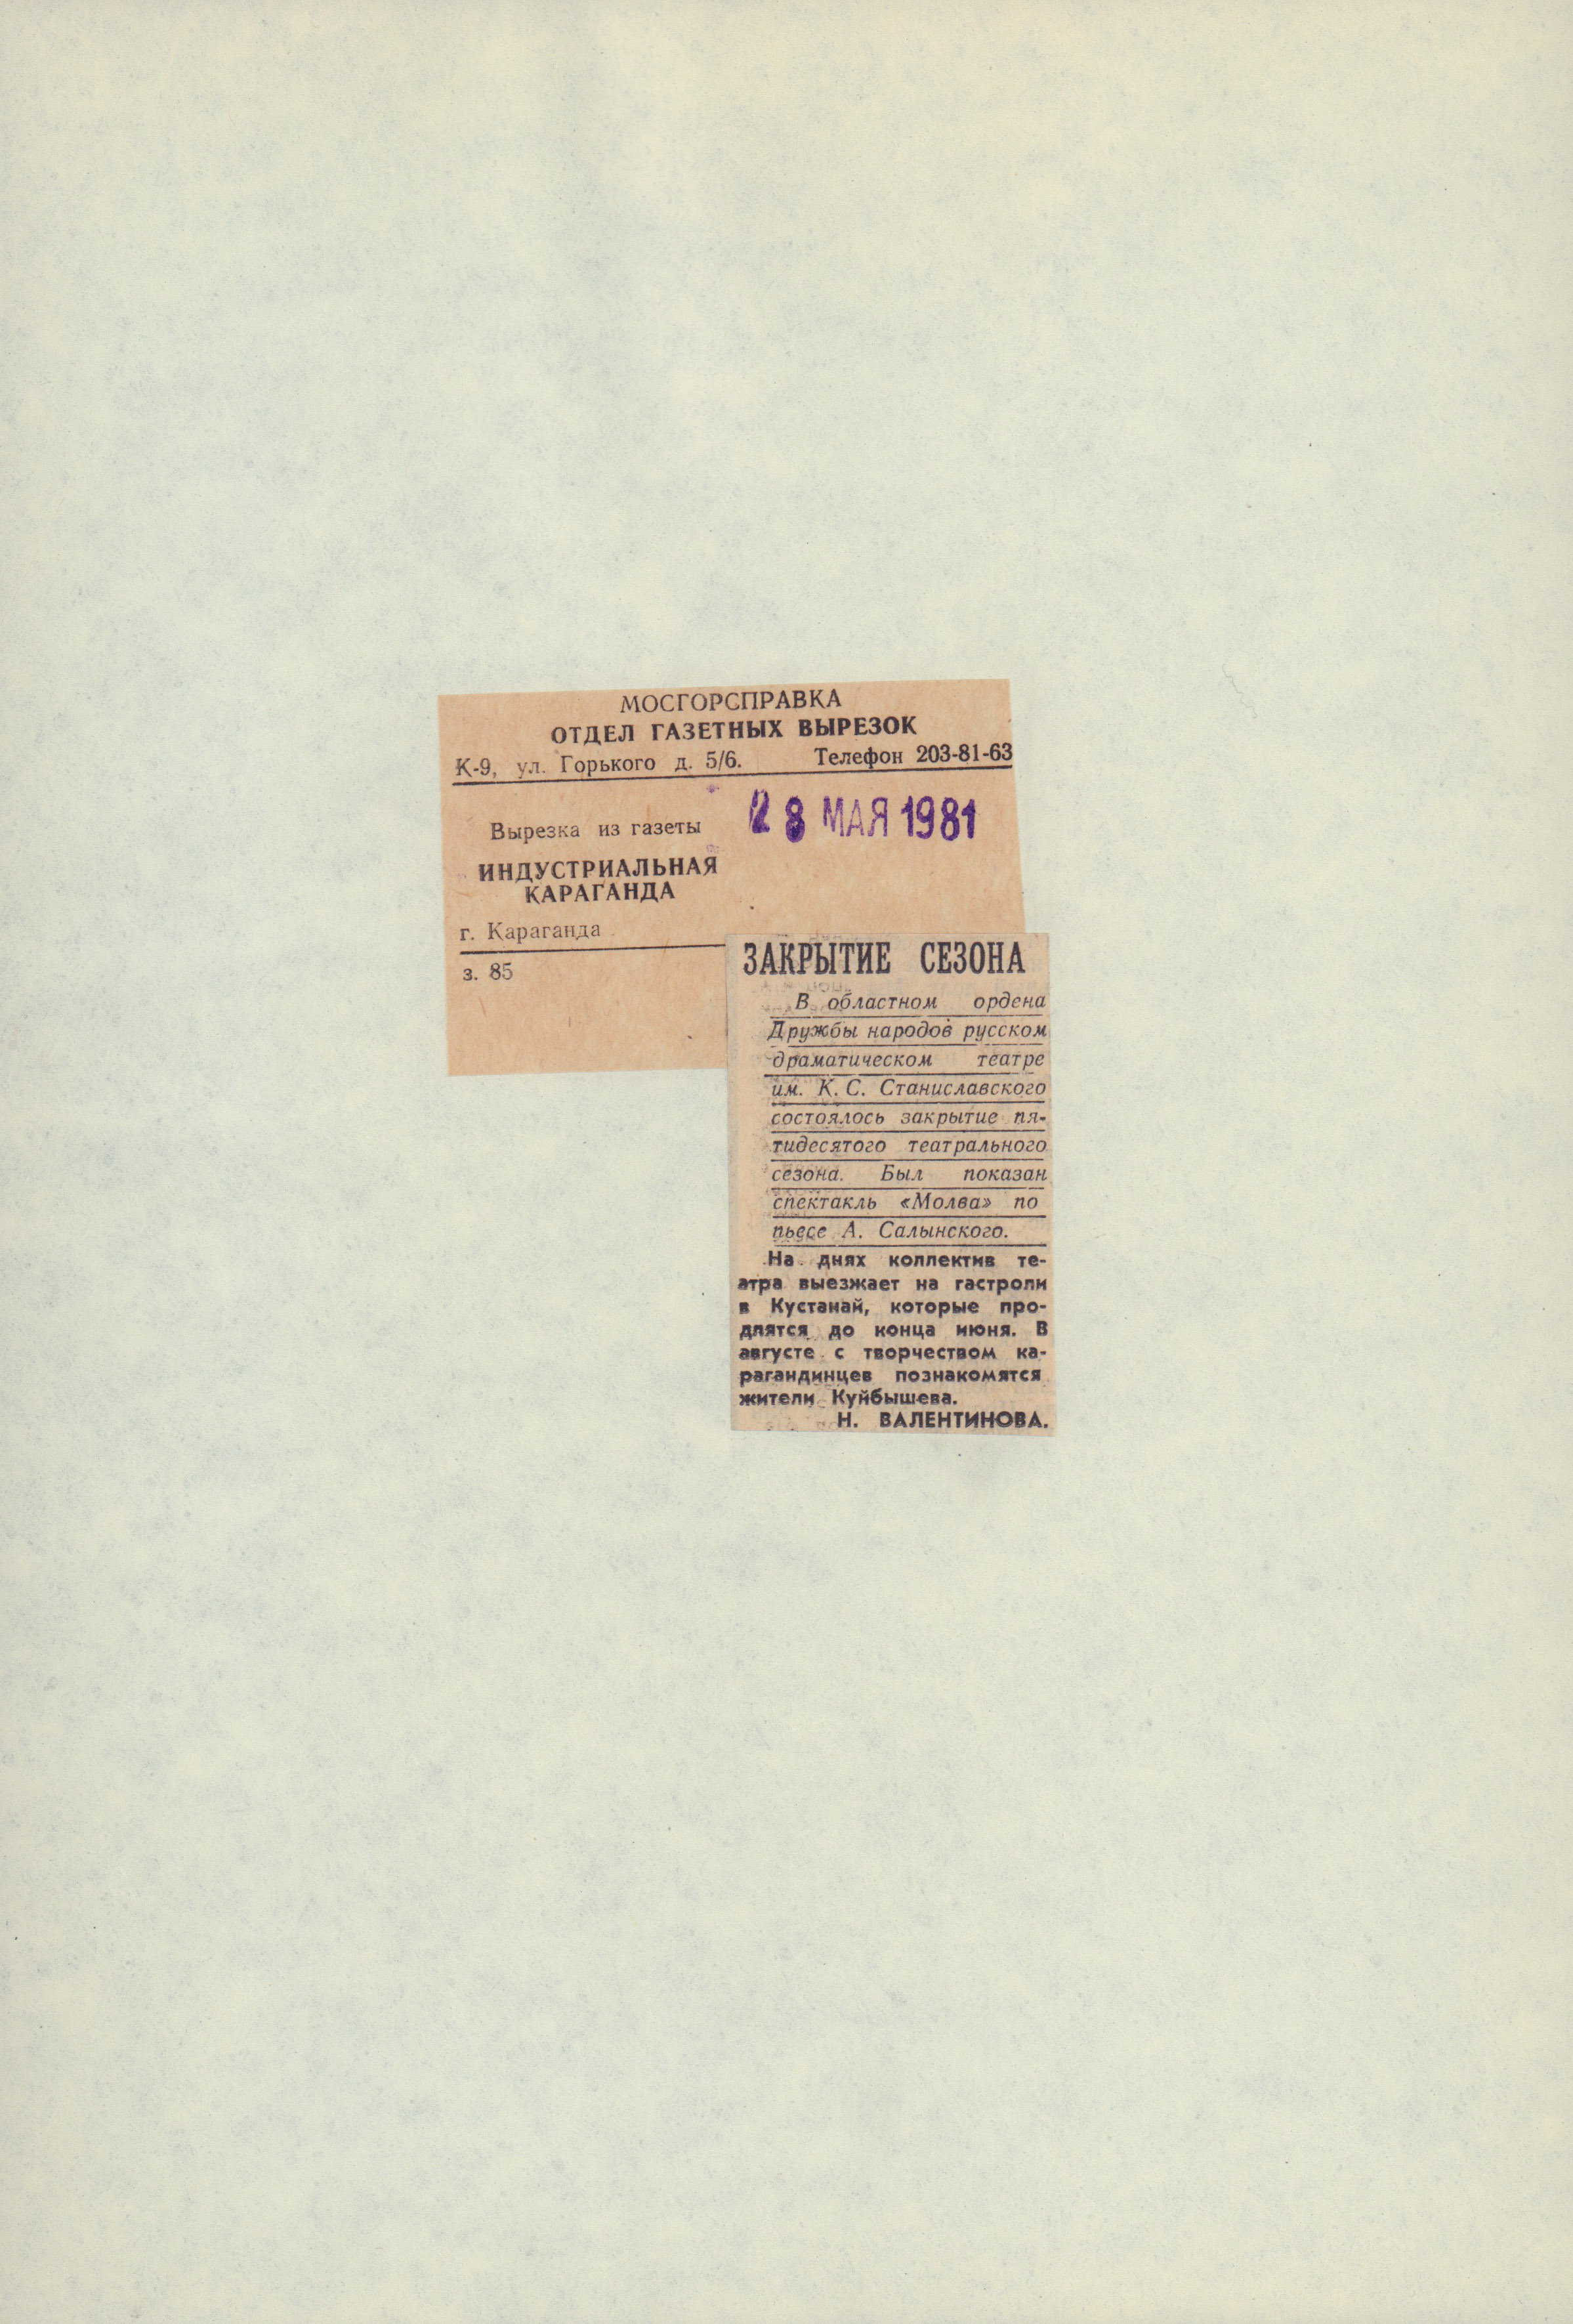 МОСГОРСПРАВКА
ОТДЕЛ ГАЗЕТНЫХ ВЫРЕЗОК
К-9, ул. Горького д. 5/6. Телефон 203-81-63
28 МАЯ 1981
Вырезка из газеты
ИНДУСТРИАЛЬНАЯ
КАРАГАНДА
г. Караганда
з. 85
ЗАКРЫТИЕ СЕЗОНА
В областном ордена
Дружбы народов русском
драматическом театре
им. К. С. Станиславского
состоялось закрытие пя-
тидесятого театрального
сезона. Был показан
спектакль «Молва» по
пьесе А. Салынского.
На днях коллектив те-
атра выезжает на гастроли
в Кустанай, которые про-
длятся до конца июня. В
августе с творчеством ка-
рагандинцев познакомятся
жители Куйбышева.
Н. ВАЛЕНТИНОВА.